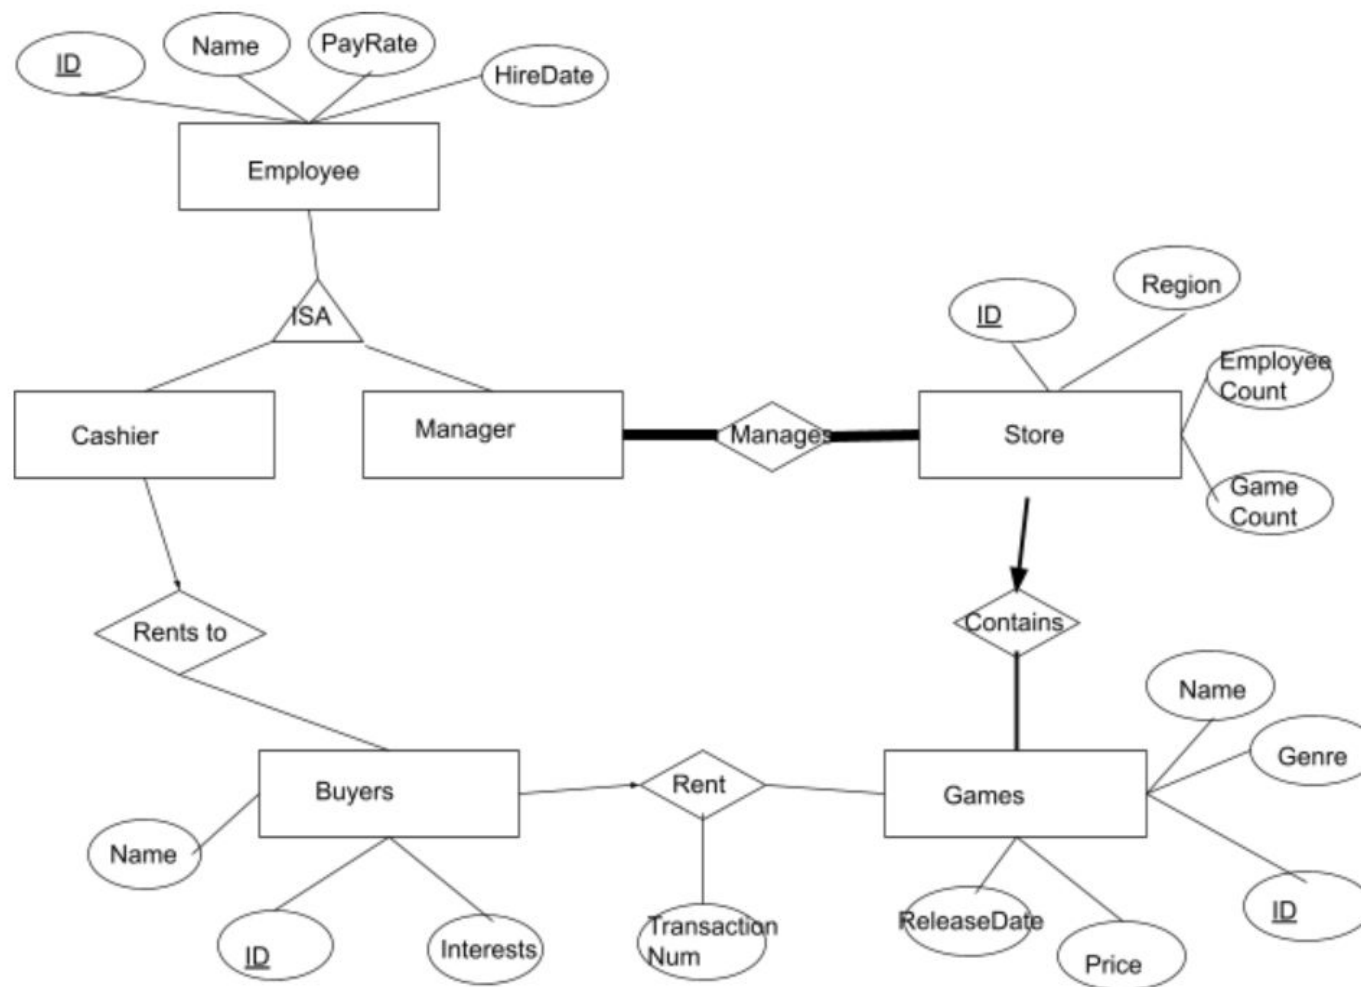 ID
Name
PayRate
HireDate
Employee
ISA
Cashier
Manager
Manages
Store
ID
Region
Employee
Count
Game
Count
Rents to
Contains
Buyers
Rent
Games
Name
Genre
Name
ID
Interests
Transaction
Num
ReleaseDate
Price
ID